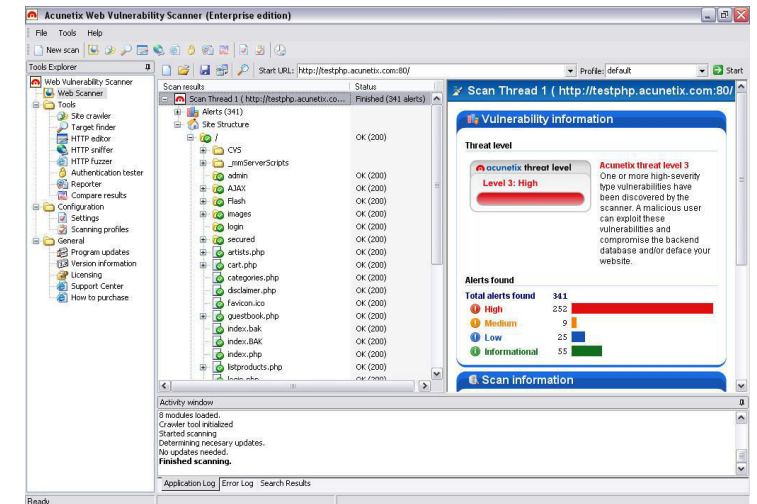 Acunetix Web Vulnerability Scanner (Enterprise edition)
File Tools Help
New scan
Tools Explorer
Web Vulnerability Scanner
Web Scanner
Tools
Site crawler
Target finder
HTTP editor
HTTP sniffer
HTTP fuzzer
Authentication tester
Reporter
Compare results
Configuration
Settings
Scanning profiles
General
Program updates
Version information
Licensing
Support Center
How to purchase
Start URL: http://testphp.acunetix.com:80/
Profile: default
Start
Scan results Status
Scan Thread 1 ( http://testphp.acunetix.co... Finished (341 alerts)
Alerts (341)
Site Structure
/ OK (200)
CVS
_mmServerScripts
admin OK (200)
AJAX OK (200)
Flash OK (200)
images OK (200)
login OK (200)
secured OK (200)
artists.php OK (200)
cart.php OK (200)
categories.php OK (200)
disclaimer.php OK (200)
favicon.ico OK (200)
guestbook.php OK (200)
index.bak OK (200)
index.BAK OK (200)
index.php OK (200)
listproducts.php OK (200)
login.php OK (200)
Scan Thread 1 ( http://testphp.acunetix.com:80/
Vulnerability information
Threat level
acunetix threat level
Level 3: High
Acunetix threat level 3
One or more high-severity
type vulnerabilities have
been discovered by the
scanner. A malicious user
can exploit these
vulnerabilities and
compromise the backend
database and/or deface your
website.
Alerts found
Total alerts found 341
High 252
Medium 9
Low 25
Informational 55
Scan information
Activity window
8 modules loaded.
Crawler tool initialized
Started scanning
Determining necesary updates.
No updates needed.
Finished scanning.
Application Log Error Log Search Results
Ready